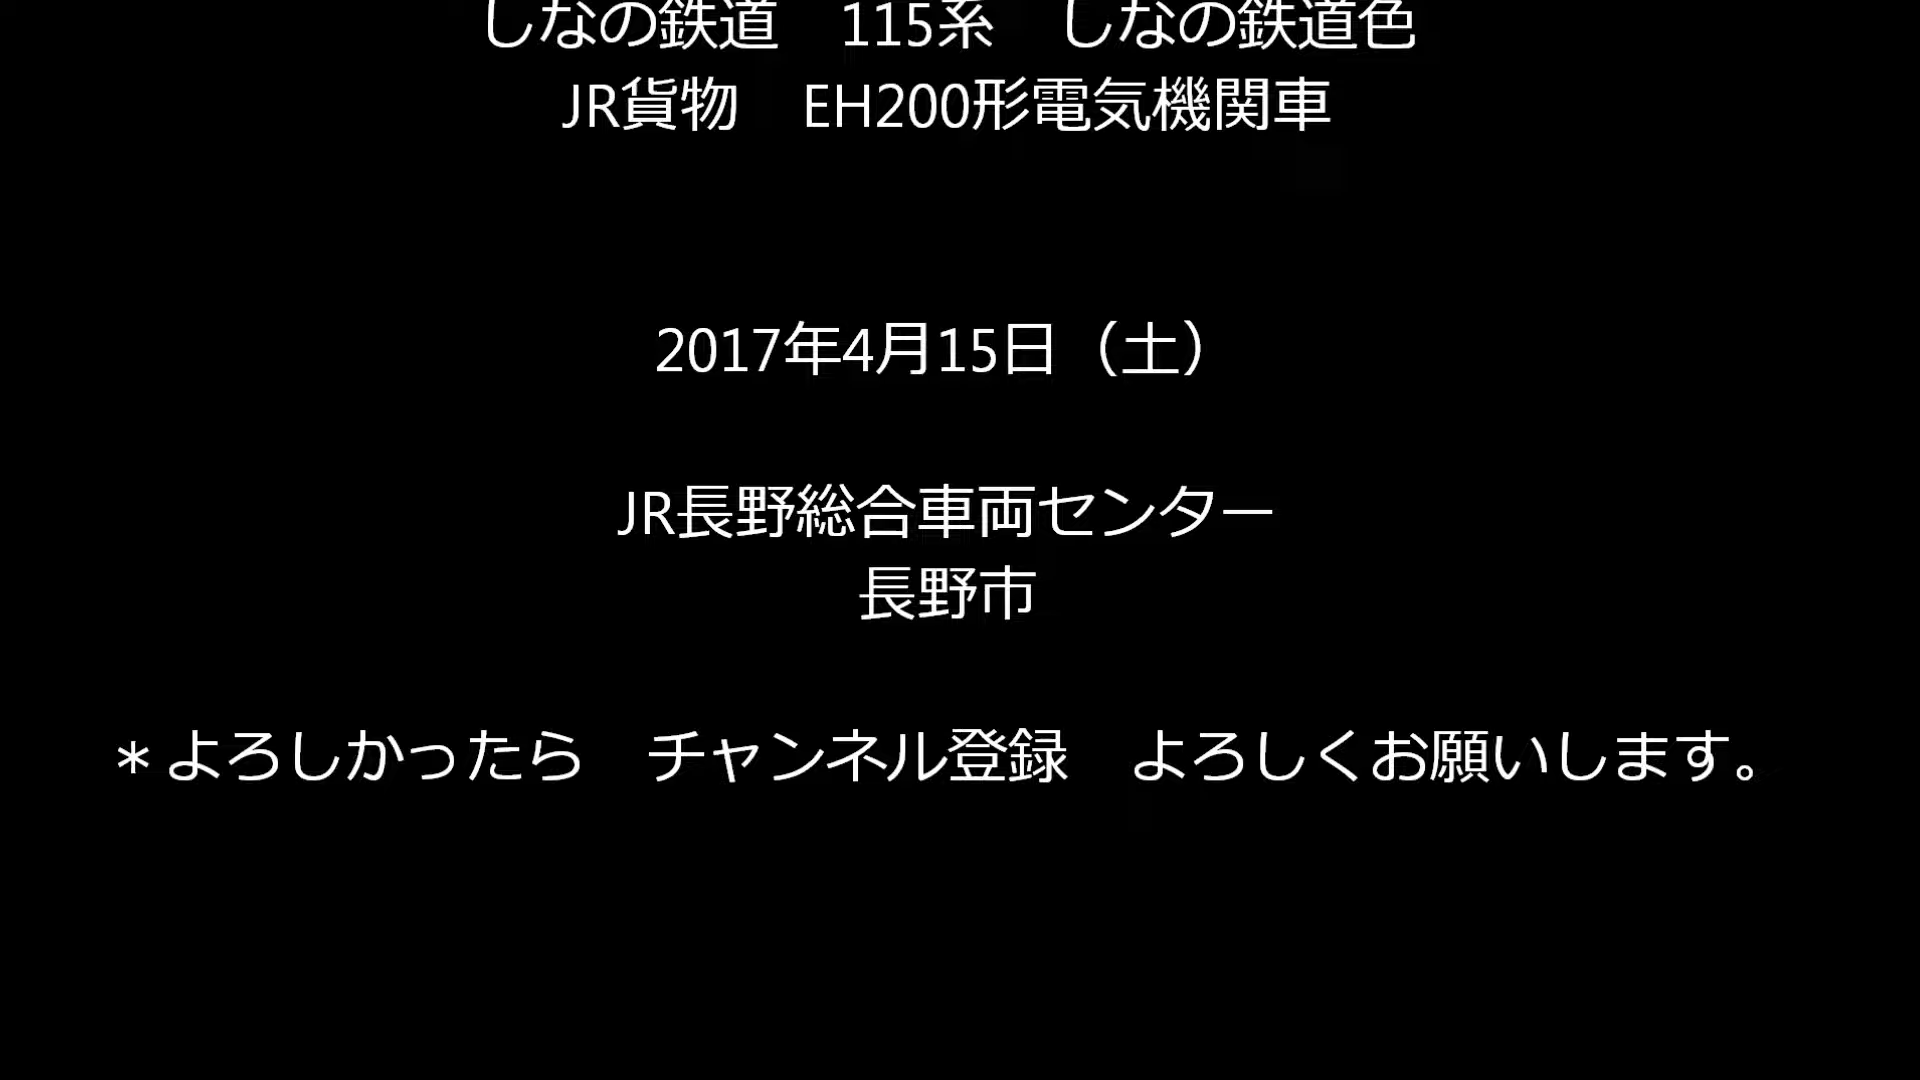 しなの鉄道　115系　しなの鉄道色
JR貨物　EH200形電気機関車
2017年4月15日（土）
JR長野総合車両センター
長野市
＊よろしかったら　チャンネル登録　よろしくお願いします。